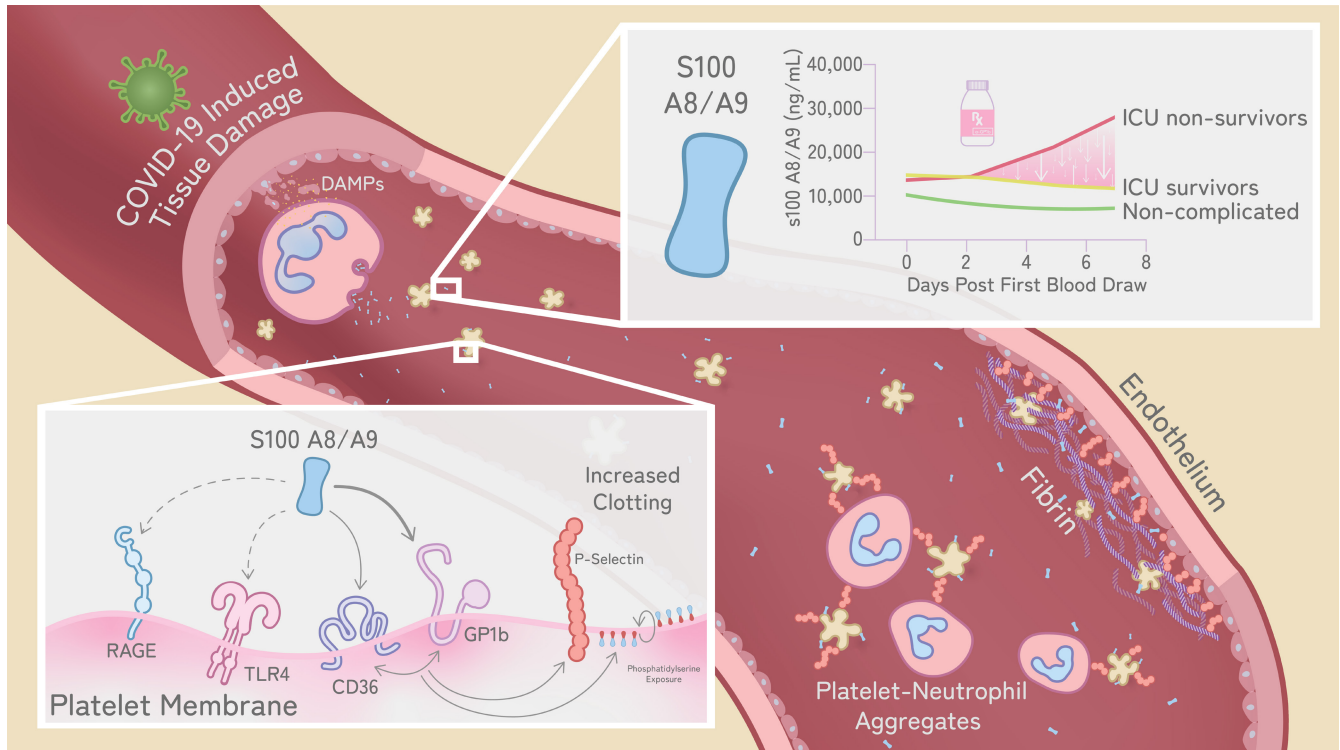 COVID-19 Induced
Tissue Damage
DAMPs
S100
A8/A9
s100 A8/A9 (ng/mL)
40,000
30,000
20,000
10,000
0
0 2 4 6 8
Days Post First Blood Draw
Rx
ICU non-survivors
ICU survivors
Non-complicated
Endothelium
Fibrin
S100 A8/A9
Increased
Clotting
P-Selectin
RAGE
TLR4
CD36
GP1b
Phosphatidylserine
Exposure
Platelet Membrane
Platelet-Neutrophil
Aggregates